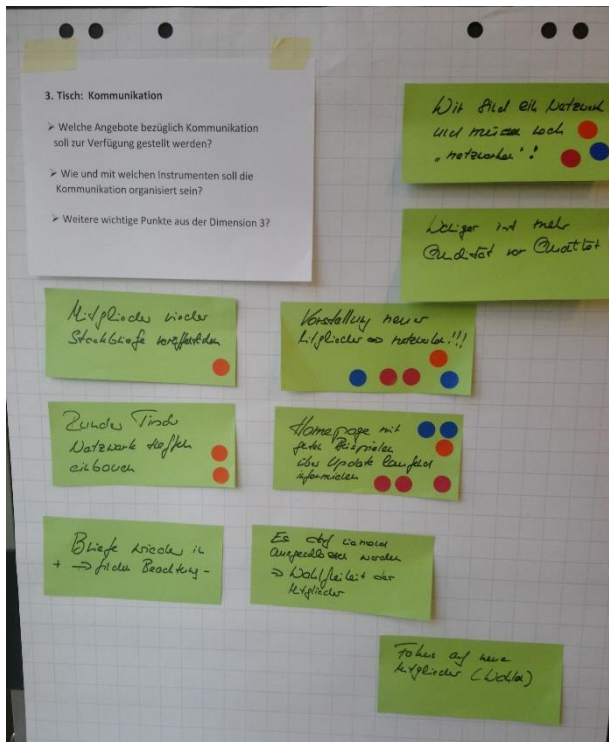 3. Tisch: Kommunikation
➢ Welche Angebote bezüglich Kommunikation
soll zur Verfügung gestellt werden?
➢ Wie und mit welchen Instrumenten soll die
Kommunikation organisiert sein?
➢ Weitere wichtige Punkte aus der Dimension 3?
Wir sind ein Netzwerk
und müssen noch
„netzwerken"!
Weniger ist mehr
Qualität vor Quantität
Mitglieder wieder
Steckbriefe veröffentlichen
Vorstellung neuer
Mitglieder netzwerken!!!
Runder Tisch
Netzwerk treffen
einbauen
Homepage mit
guten Beispielen
über Update laufend
informieren
Briefe wieder in
+ → finden Beachtung -
Es darf niemand
ausgeschlossen werden
⇒ Wahlfreiheit der
Mitglieder
Fokus auf neue
Mitglieder (Wahlen)